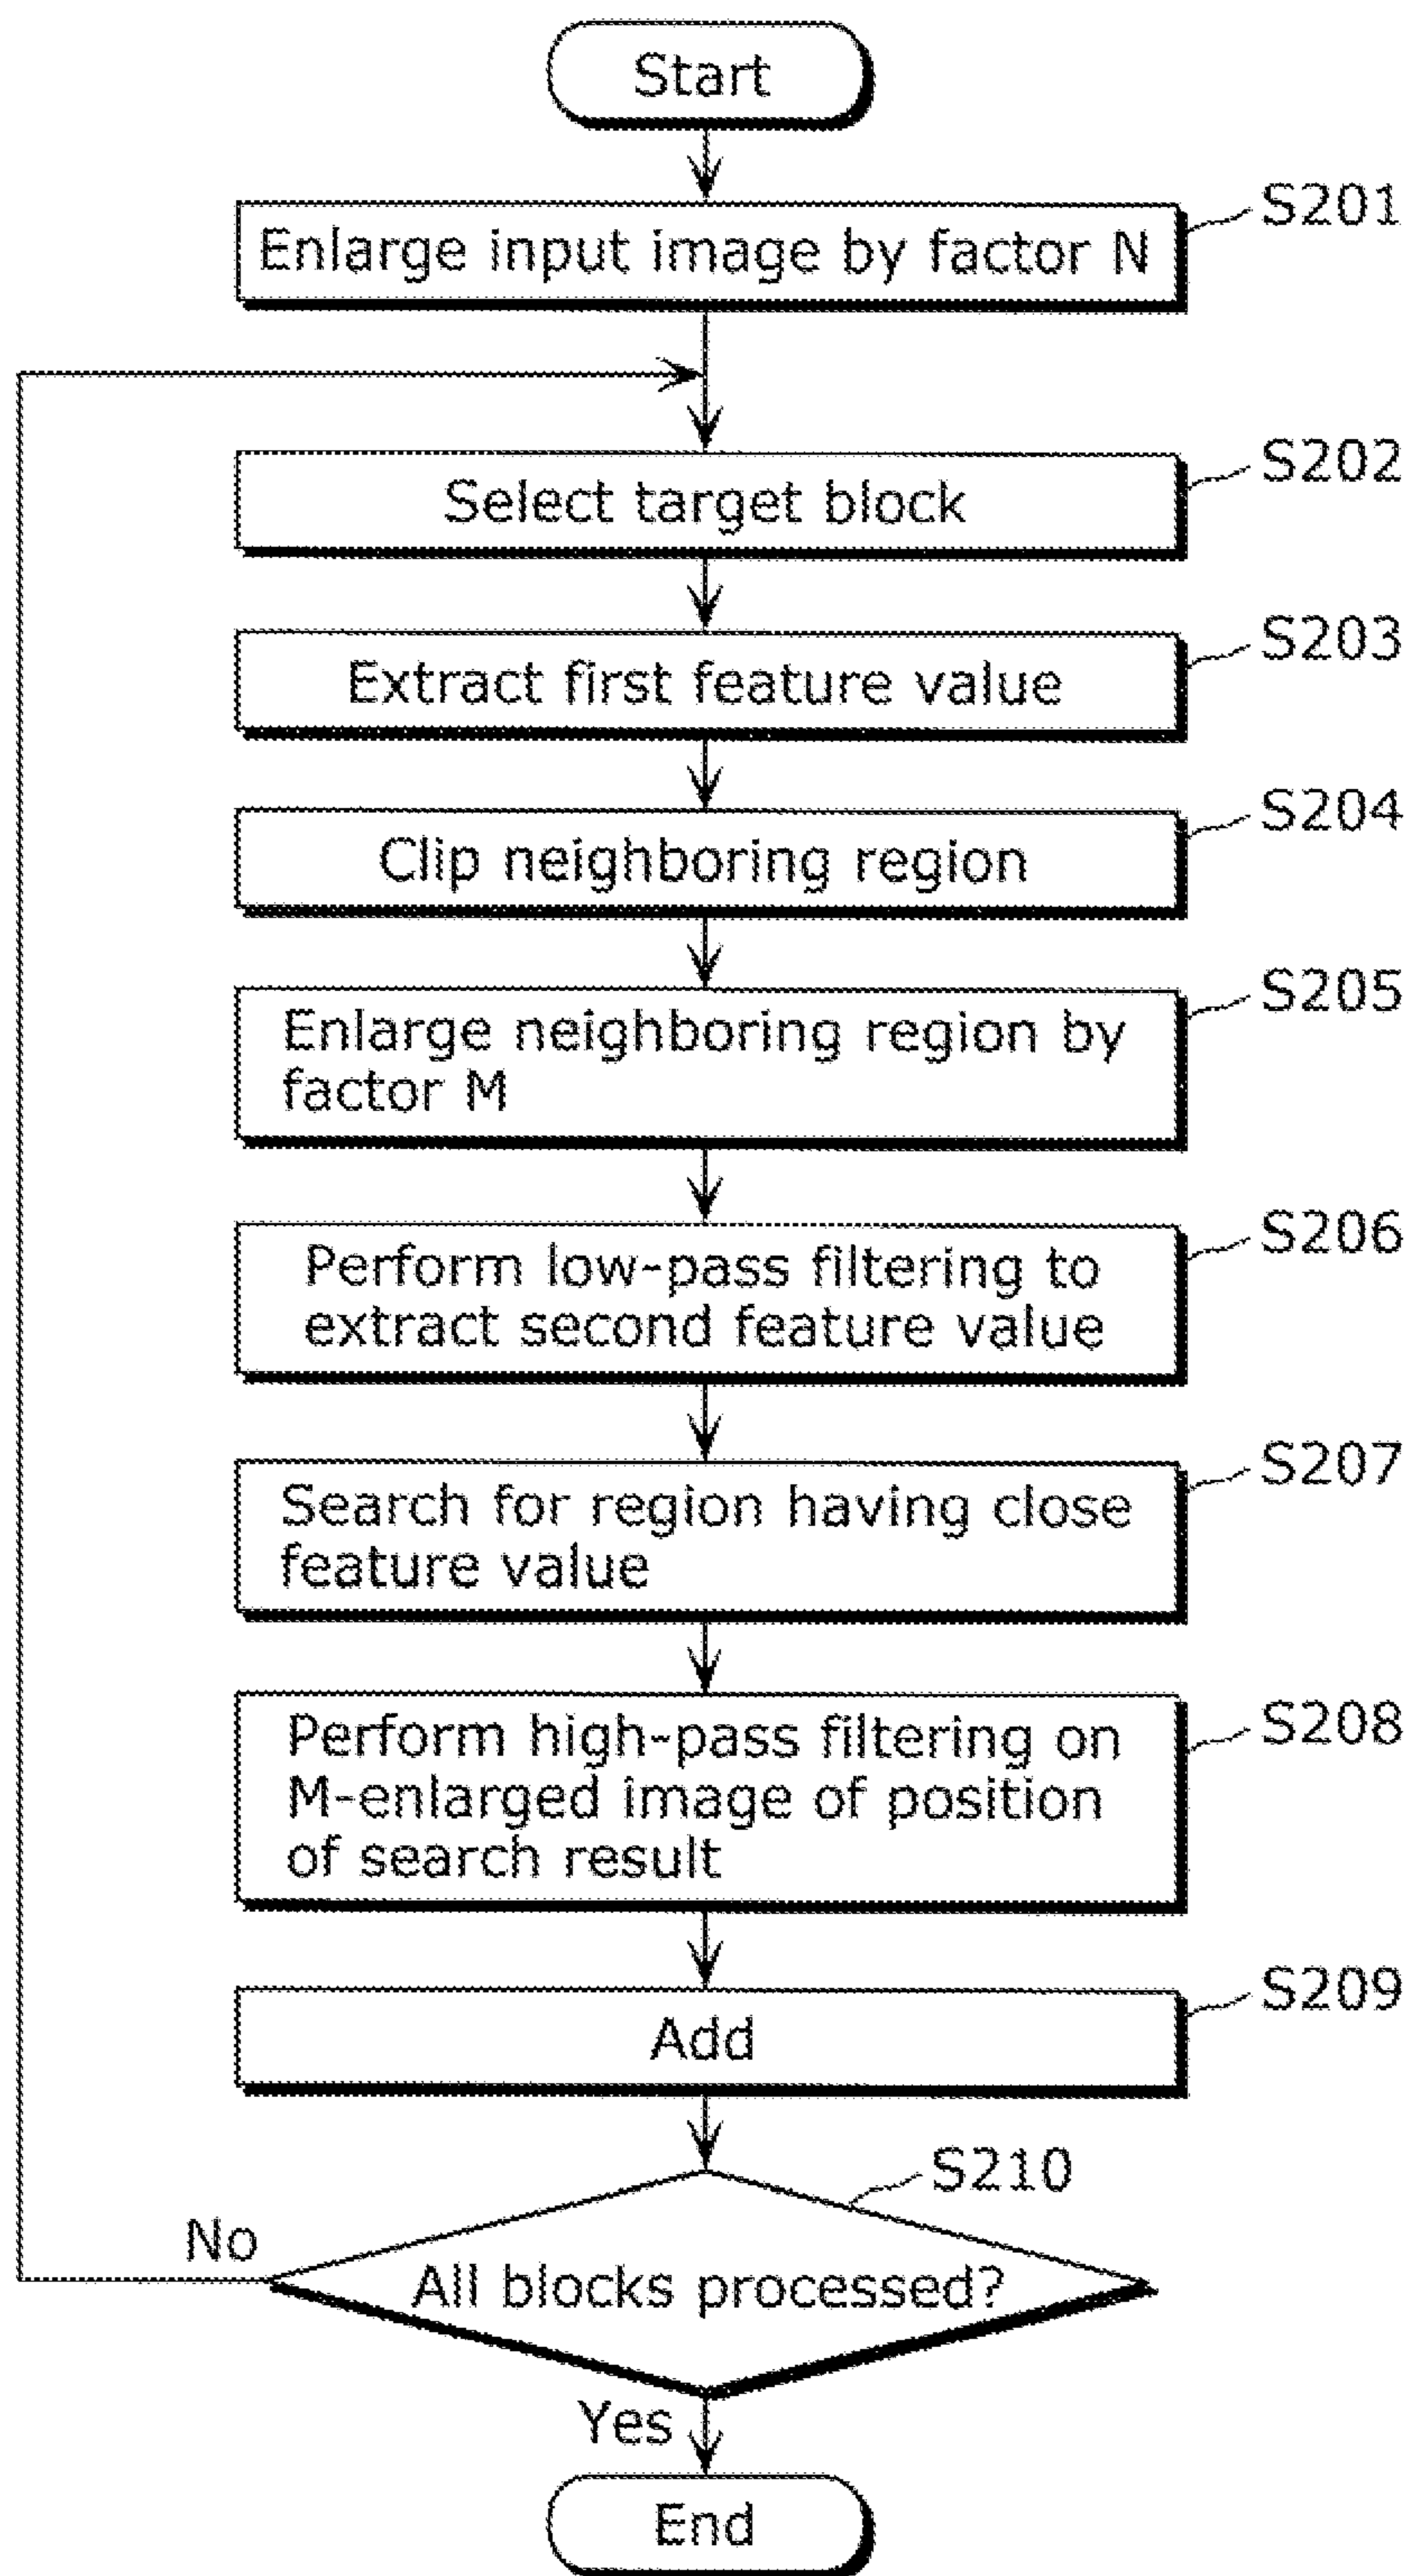 Start
S201
Enlarge input image by factor N
S202
Select target block
S203
Extract first feature value
S204
Clip neighboring region
S205
Enlarge neighboring region by
factor M
S206
Perform low-pass filtering to
extract second feature value
S207
Search for region having close
feature value
S208
Perform high-pass filtering on
M-enlarged image of position
of search result
S209
Add
S210
No
All blocks processed?
Yes
End